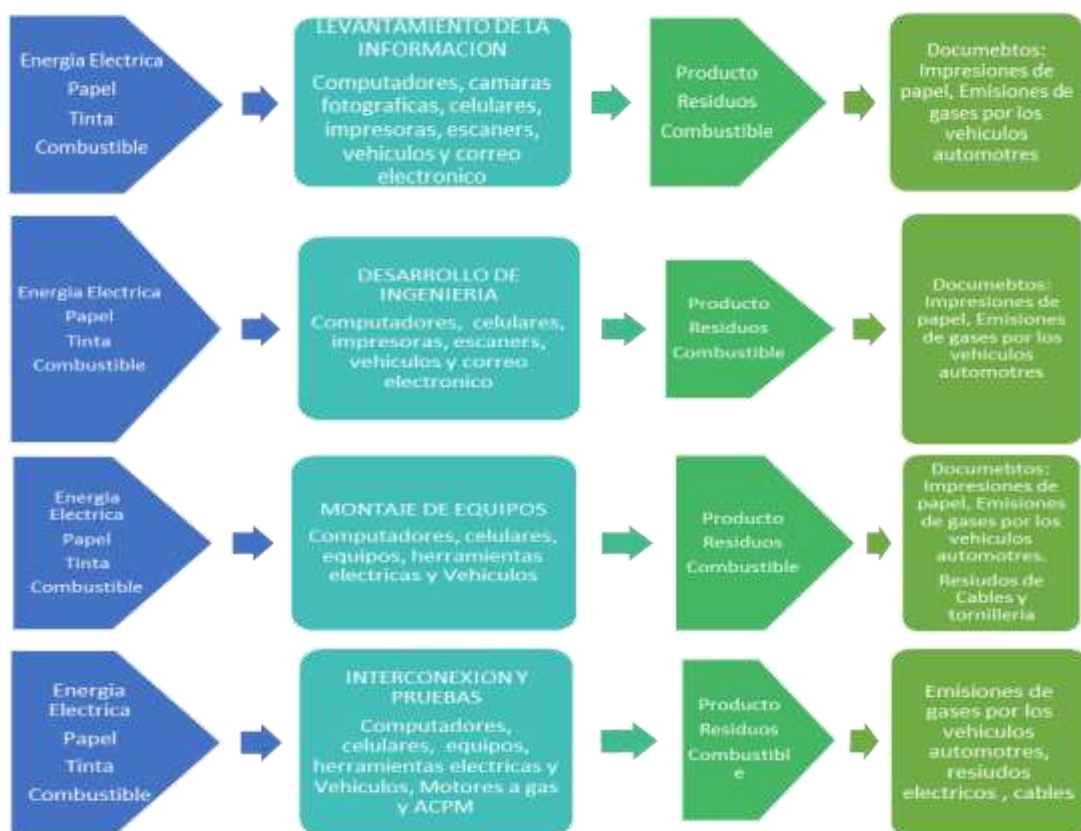 Energia Electrica
Papel
Tinta
Combustible
LEVANTAMIENTO DE LA
INFORMACION
Computadores, camaras
fotograficas, celulares,
impresoras, escaners,
vehiculos y correo
electronico
Producto
Residuos
Combustible
Documebtos:
Impresiones de
papel, Emisiones de
gases por los
vehiculos
automotres
Energia Electrica
Papel
Tinta
Combustible
DESARROLLO DE
INGENIERIA
Computadores, celulares,
impresoras, escaners,
vehiculos y correo
electronico
Producto
Residuos
Combustible
Documebtos:
Impresiones de
papel, Emisiones
de gases por los
vehiculos
automotres
Energia
Electrica
Papel
Tinta
Combustible
MONTAJE DE EQUIPOS
Computadores, celulares,
equipos, herramientas
electricas y Vehiculos
Producto
Residuos
Combustible
Documebtos:
Impresiones de
papel, Emisiones
de gases por los
vehiculos
automotres.
Resiudos de
Cables y
tornilleria
Energia
Electrica
Papel
Tinta
Combustible
INTERCONEXION Y
PRUEBAS
Computadores,
celulares, equipos,
herramientas electricas y
Vehiculos, Motores a gas
y ACPM
Producto
Residuos
Combustibl
e
Emisiones de
gases por los
vehiculos
automotres,
resiudos
electricos , cables